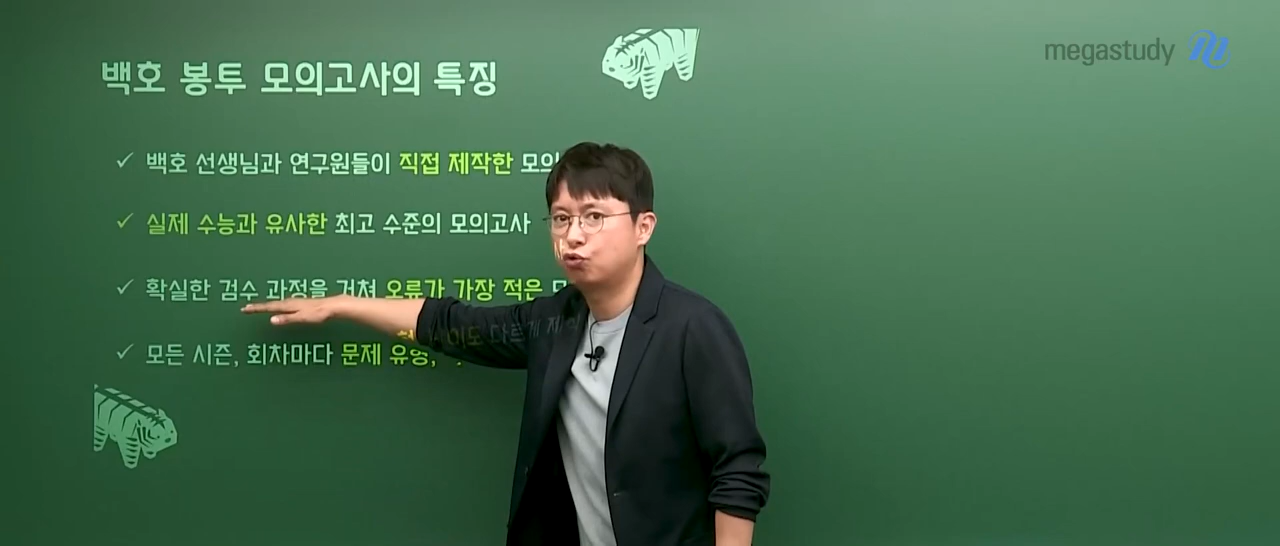 megastudy
백호 봉투 모의고사의 특징
✓ 백호 선생님과 연구원들이 직접 제작한
✓ 실제 수능과 유사한 최고 수준의 모의고사
✓ 확실한 검수 과정을 거쳐 오류가 가장 적은
✓ 모든 시즌, 회차마다 문제 유형,